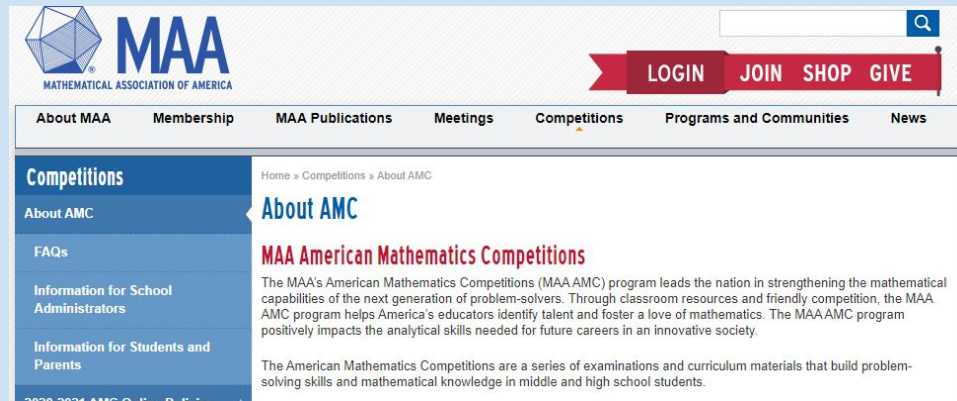 MAA
®
MATHEMATICAL ASSOCIATION OF AMERICA
LOGIN JOIN SHOP GIVE
About MAA Membership MAA Publications Meetings Competitions Programs and Communities News
Competitions
About AMC
FAQs
Information for School
Administrators
Information for Students and
Parents
Home » Competitions » About AMC
About AMC
MAA American Mathematics Competitions
The MAA's American Mathematics Competitions (MAA AMC) program leads the nation in strengthening the mathematical
capabilities of the next generation of problem-solvers. Through classroom resources and friendly competition, the MAA
AMC program helps America's educators identify talent and foster a love of mathematics. The MAA AMC program
positively impacts the analytical skills needed for future careers in an innovative society.
The American Mathematics Competitions are a series of examinations and curriculum materials that build problem-
solving skills and mathematical knowledge in middle and high school students.